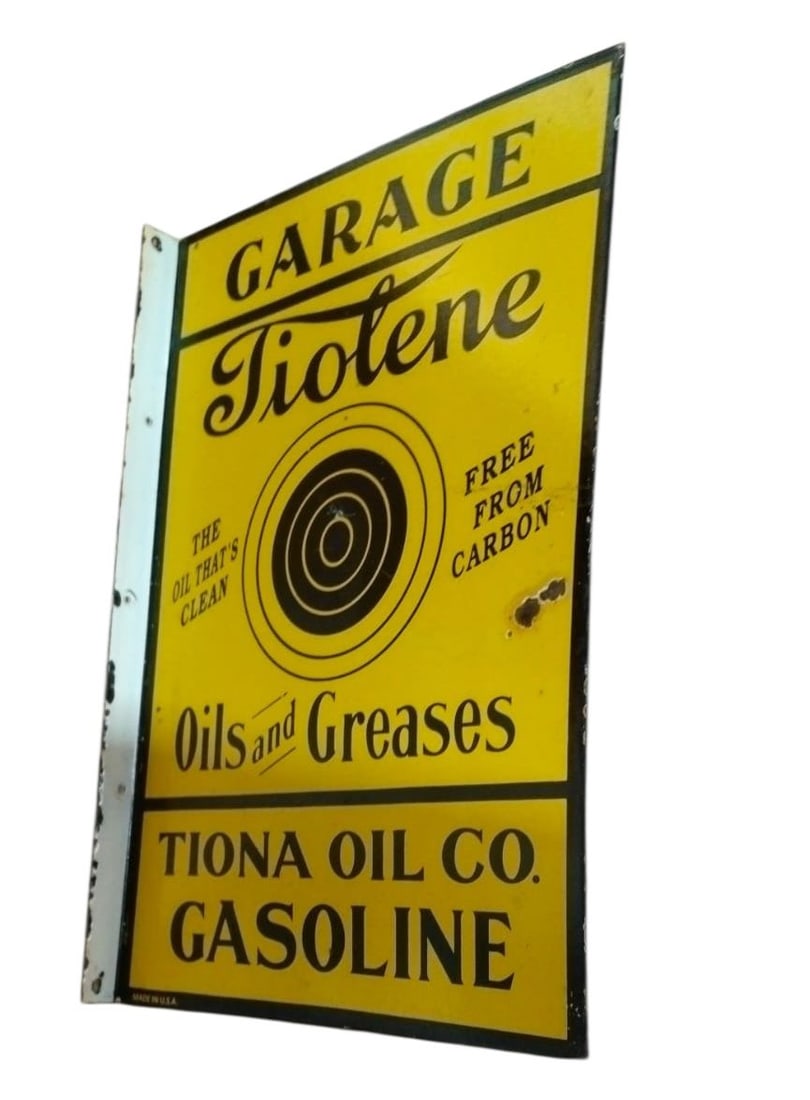 GARAGE
Tiolene
THE
OIL THAT'S
CLEAN
FREE
FROM
CARBON
Oils and Greases
TIONA OIL CO.
GASOLINE
MADE IN U.S.A.